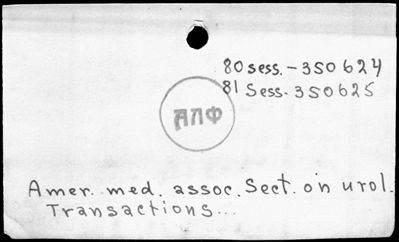 80 sess. – 350624
81 Sess. 350625
АПФ
Amer. med. assoc. Sect. on urol.
Transactions...